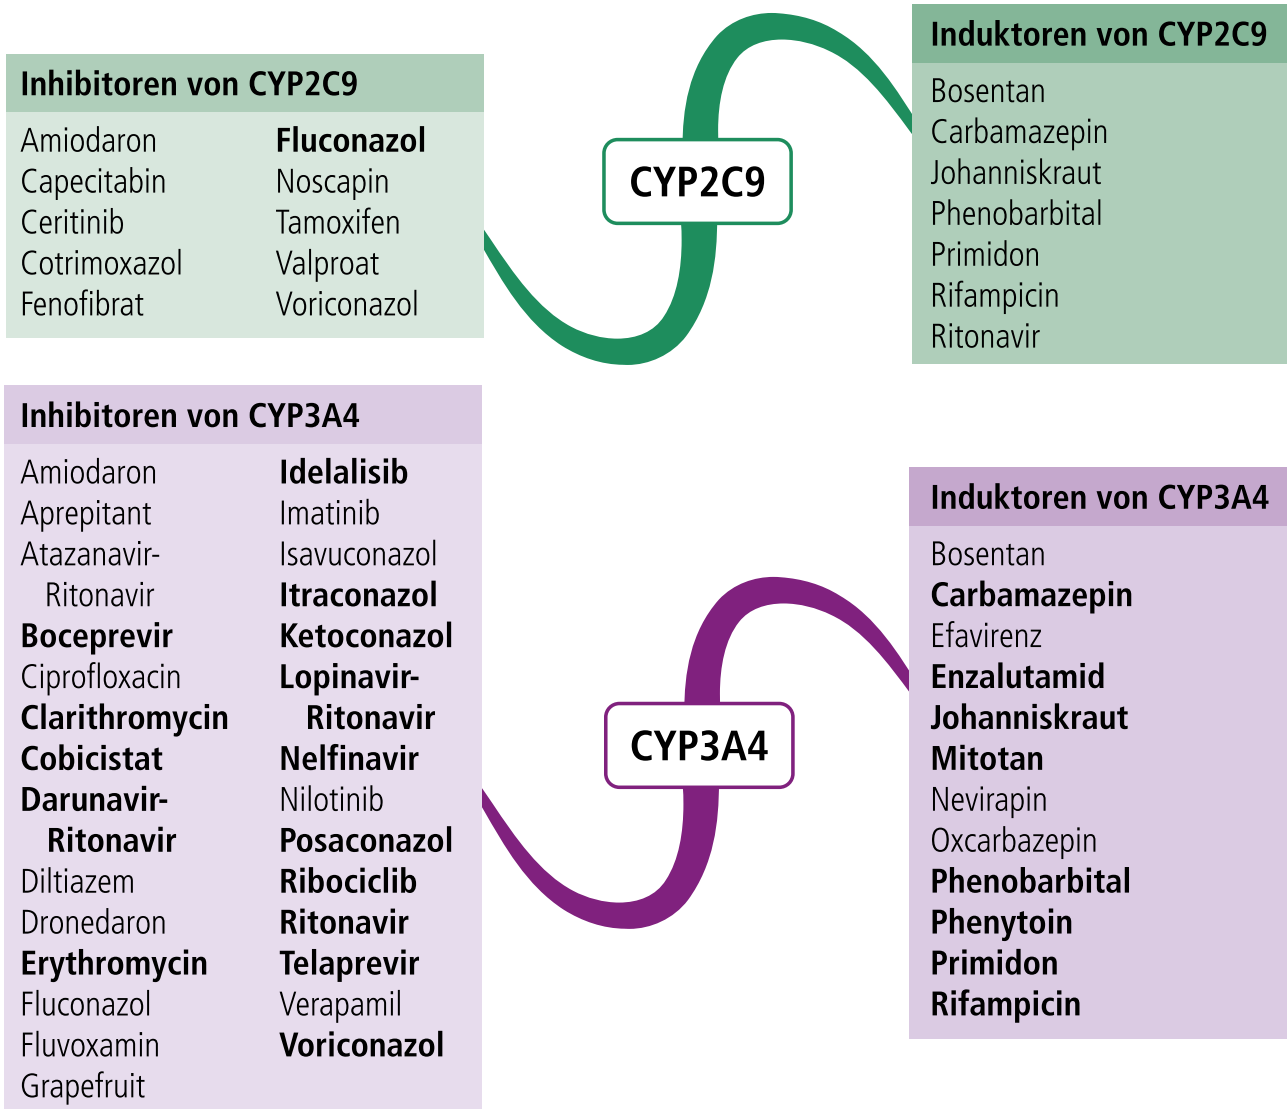 Inhibitoren von CYP2C9
Amiodaron
Capecitabin
Ceritinib
Cotrimoxazol
Fenofibrat
Fluconazol
Noscapin
Tamoxifen
Valproat
Voriconazol
CYP2C9
Induktoren von CYP2C9
Bosentan
Carbamazepin
Johanniskraut
Phenobarbital
Primidon
Rifampicin
Ritonavir
Inhibitoren von CYP3A4
Amiodaron
Aprepitant
Atazanavir-
Ritonavir
Boceprevir
Ciprofloxacin
Clarithromycin
Cobicistat
Darunavir-
Ritonavir
Diltiazem
Dronedaron
Erythromycin
Fluconazol
Fluvoxamin
Grapefruit
Idelalisib
Imatinib
Isavuconazol
Itraconazol
Ketoconazol
Lopinavir-
Ritonavir
Nelfinavir
Nilotinib
Posaconazol
Ribociclib
Ritonavir
Telaprevir
Verapamil
Voriconazol
CYP3A4
Induktoren von CYP3A4
Bosentan
Carbamazepin
Efavirenz
Enzalutamid
Johanniskraut
Mitotan
Nevirapin
Oxcarbazepin
Phenobarbital
Phenytoin
Primidon
Rifampicin